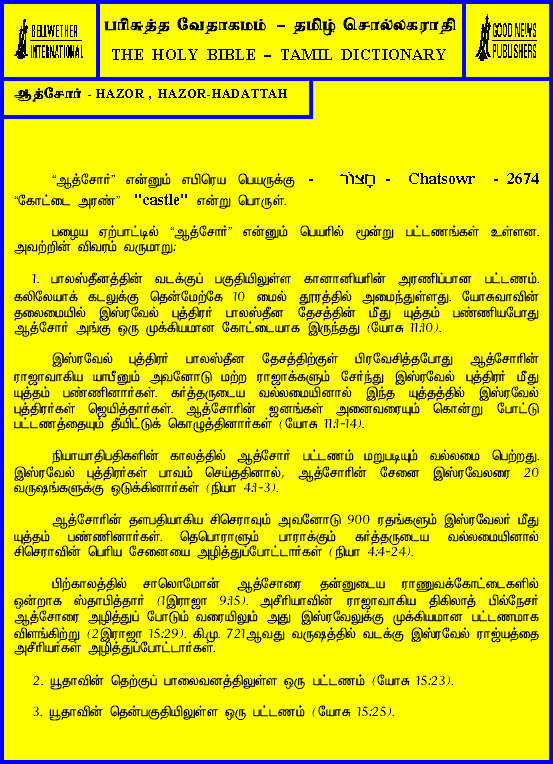 BELLWETHER
INTERNATIONAL
பரிசுத்த வேதாகமம் – தமிழ் சொல்லகராதி
THE HOLY BIBLE – TAMIL DICTIONARY
GOOD NEWS
PUBLISHERS
ஆத்சோர் - HAZOR , HAZOR-HADATTAH
“ஆத்சோர்” என்னும் எபிரெய பெயருக்கு - חָצוֹר - Chatsowr - 2674
“கோட்டை அரண்” "castle" என்று பொருள்.
பழைய ஏற்பாட்டில் “ஆத்சோர்” என்னும் பெயரில் மூன்று பட்டணங்கள் உள்ளன.
அவற்றின் விவரம் வருமாறு:
1. பாலஸ்தீனத்தின் வடக்குப் பகுதியிலுள்ள கானானியரின் அரணிப்பான பட்டணம்.
கலிலேயாக் கடலுக்கு தென்மேற்கே 10 மைல் தூரத்தில் அமைந்துள்ளது. யோசுவாவின்
தலைமையில் இஸ்ரவேல் புத்திரர் பாலஸ்தீன தேசத்தின் மீது யுத்தம் பண்ணியபோது
ஆத்சோர் அங்கு ஒரு முக்கியமான கோட்டையாக இருந்தது (யோசு 11:10).
இஸ்ரவேல் புத்திரர் பாலஸ்தீன தேசத்திற்குள் பிரவேசித்தபோது ஆத்சோரின்
ராஜாவாகிய யாபீனும் அவனோடு மற்ற ராஜாக்களும் சேர்ந்து இஸ்ரவேல் புத்திரர் மீது
யுத்தம் பண்ணினார்கள். கர்த்தருடைய வல்லமையினால் இந்த யுத்தத்தில் இஸ்ரவேல்
புத்திரர்கள் ஜெயித்தார்கள். ஆத்சோரின் ஜனங்கள் அனைவரையும் கொன்று போட்டு
பட்டணத்தையும் தீயிட்டுக் கொளுத்தினார்கள் (யோசு 11:1-14).
நியாயாதிபதிகளின் காலத்தில் ஆத்சோர் பட்டணம் மறுபடியும் வல்லமை பெற்றது.
இஸ்ரவேல் புத்திரர்கள் பாவம் செய்ததினால், ஆத்சோரின் சேனை இஸ்ரவேலரை 20
வருஷங்களுக்கு ஒடுக்கினார்கள் (நியா 4:1-3).
ஆத்சோரின் தளபதியாகிய சிசெராவும் அவனோடு 900 ரதங்களும் இஸ்ரவேலர் மீது
யுத்தம் பண்ணினார்கள். தெபொராளும் பாராக்கும் கர்த்தருடைய வல்லமையினால்
சிசெராவின் பெரிய சேனையை அழித்துப்போட்டார்கள் (நியா 4:4-24).
பிற்காலத்தில் சாலொமோன் ஆத்சோரை தன்னுடைய ராணுவக்கோட்டைகளில்
ஒன்றாக ஸ்தாபித்தார் (1இராஜா 9:15). அசீரியாவின் ராஜாவாகிய திகிலாத் பில்நேசர்
ஆத்சோரை அழித்துப் போடும் வரையிலும் அது இஸ்ரவேலுக்கு முக்கியமான பட்டணமாக
விளங்கிற்று (2இராஜா 15:29). கி.மு. 721ஆவது வருஷத்தில் வடக்கு இஸ்ரவேல் ராஜ்யத்தை
அசீரியர்கள் அழித்துப்போட்டார்கள்.
2. யூதாவின் தெற்குப் பாலைவனத்திலுள்ள ஒரு பட்டணம் (யோசு 15:23).
3. யூதாவின் தென்பகுதியிலுள்ள ஒரு பட்டணம் (யோசு 15:25).